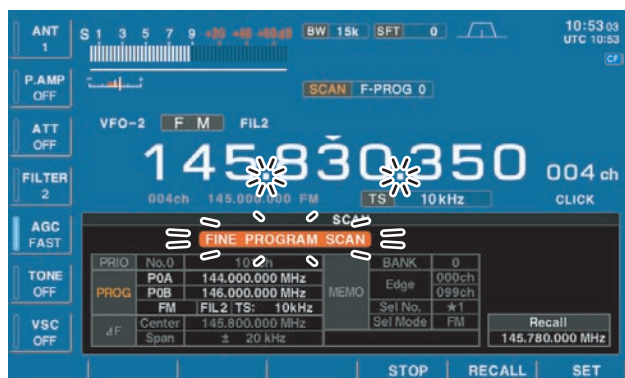 ANT
1
S 1 3 5 7 9 +20 +40 +60dB
BW 15k SFT 0
10:53 03
UTC 10:53
CF
P.AMP
OFF
SCAN F-PROG 0
ATT
OFF
VFO-2 FM FIL2
145.830.350 004 ch
FILTER
2
004ch 145.000.000 FM
TS 10kHz
CLICK
SCAN
AGC
FAST
FINE PROGRAM SCAN
PRIO No.0 BANK 0
TONE
OFF
PROG P0A 144.000.000 MHz MEMO Edge 000ch
P0B 146.000.000 MHz 099ch
FM FIL2 TS: 10kHz Sel No. ★1
VSC
OFF
⊿F Center 145.800.000 MHz Sel Mode FM
Span ± 20 kHz
Recall
145.780.000 MHz
STOP RECALL SET